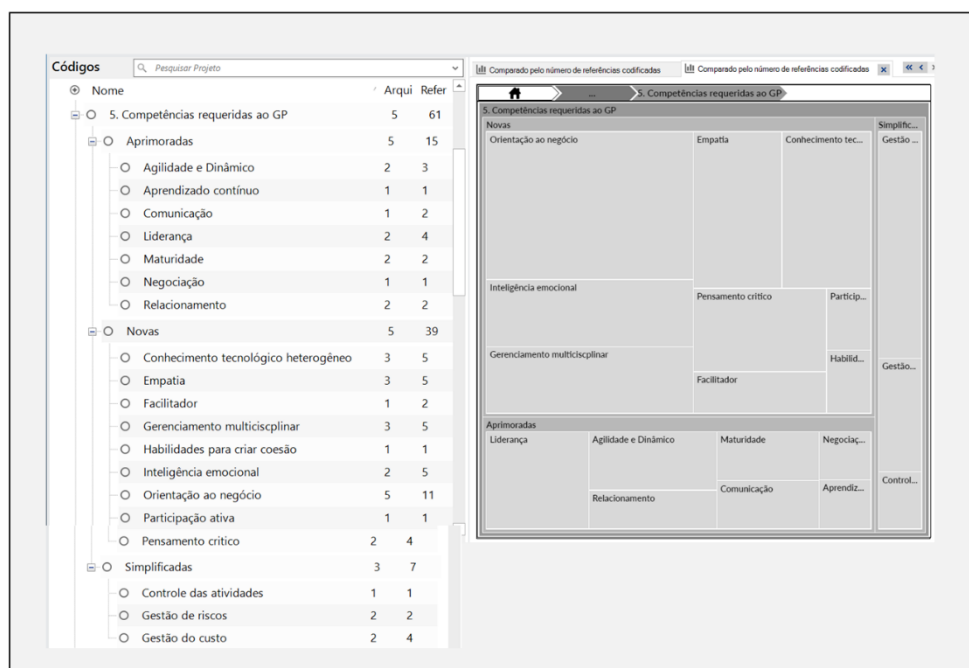 Códigos
Pesquisar Projeto
Nome Arqui Refer
5. Competências requeridas ao GP 5 61
Aprimoradas 5 15
Agilidade e Dinâmico 2 3
Aprendizado contínuo 1 1
Comunicação 1 2
Liderança 2 4
Maturidade 2 2
Negociação 1 1
Relacionamento 2 2
Novas 5 39
Conhecimento tecnológico heterogêneo 3 5
Empatia 3 5
Facilitador 1 2
Gerenciamento multiciscplinar 3 5
Habilidades para criar coesão 1 1
Inteligência emocional 2 5
Orientação ao negócio 5 11
Participação ativa 1 1
Pensamento critico 2 4
Simplificadas 3 7
Controle das atividades 1 1
Gestão de riscos 2 2
Gestão do custo 2 4
Comparado pelo número de referências codificadas Comparado pelo número de referências codificadas
... 5. Competências requeridas ao GP
5. Competências requeridas ao GP
Novas Simplific...
Orientação ao negócio Empatia Conhecimento tec... Gestão ...
Inteligência emocional Pensamento critico Particip...
Gerenciamento multiciscplinar Habilid... Gestão...
Facilitador
Aprimoradas
Liderança Agilidade e Dinâmico Maturidade Negociaç...
Control...
Relacionamento Comunicação Aprendiz...